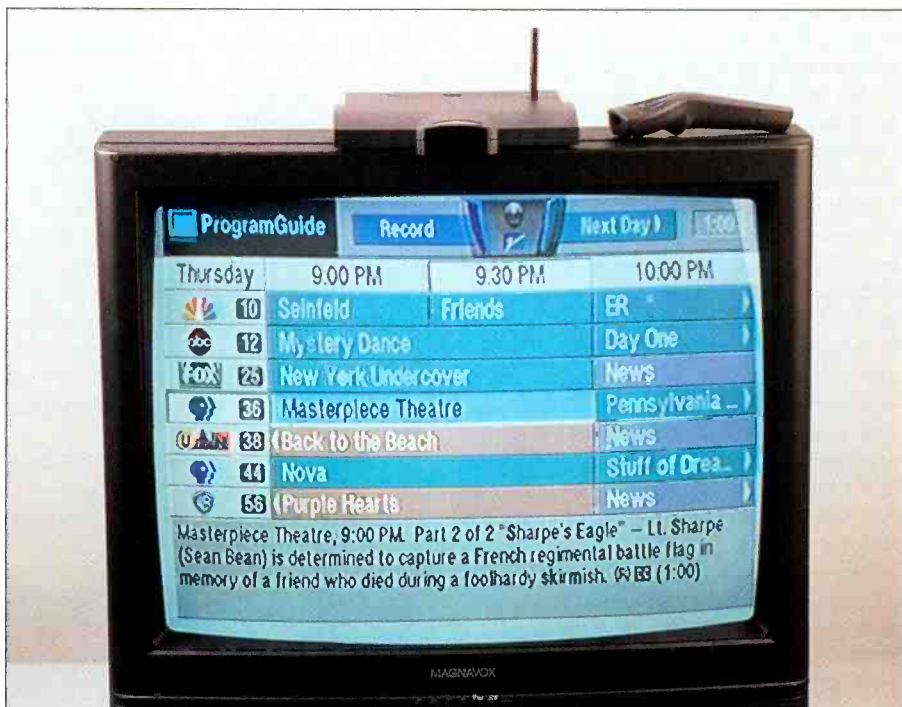 ProgramGuide Record Next Day 1:00
Thursday 9:00 PM 9:30 PM 10:00 PM
10 Seinfeld Friends ER
abc 12 Mystery Dance Day One
FOX 25 New York Undercover News
36 Masterpiece Theatre Pennsylvania ...
38 Back to the Beach News
44 Nova Stuff of Drea...
56 Purple Hearts News
Masterpiece Theatre, 9:00 PM. Part 2 of 2 "Sharpe's Eagle" – Lt. Sharpe
(Sean Bean) is determined to capture a French regimental battle flag in
memory of a friend who died during a foolhardy skirmish. (R) (1:00)
MAGNAVOX